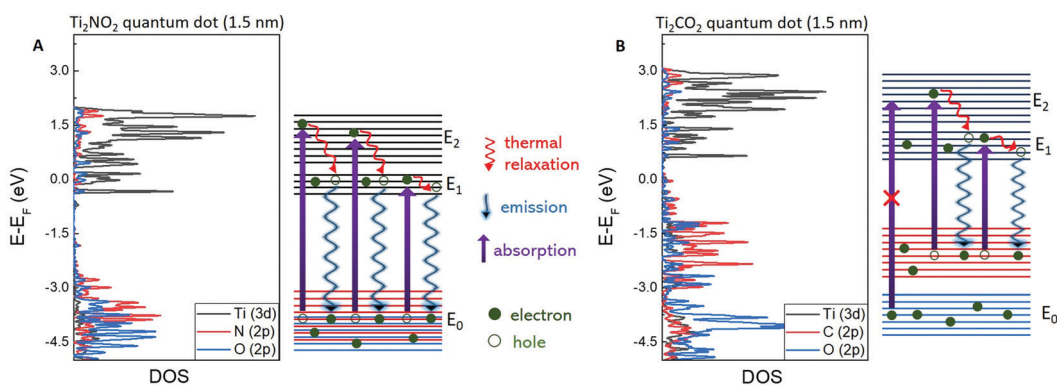 Ti₂NO₂ quantum dot (1.5 nm)
A
3.0
1.5
0.0
-1.5
-3.0
-4.5
E-E_F (eV)
DOS
Ti (3d)
N (2p)
O (2p)
E₂
E₁
E₀
thermal
relaxation
emission
absorption
electron
hole
Ti₂CO₂ quantum dot (1.5 nm)
B
3.0
1.5
0.0
-1.5
-3.0
-4.5
E-E_F (eV)
DOS
Ti (3d)
C (2p)
O (2p)
E₂
E₁
E₀